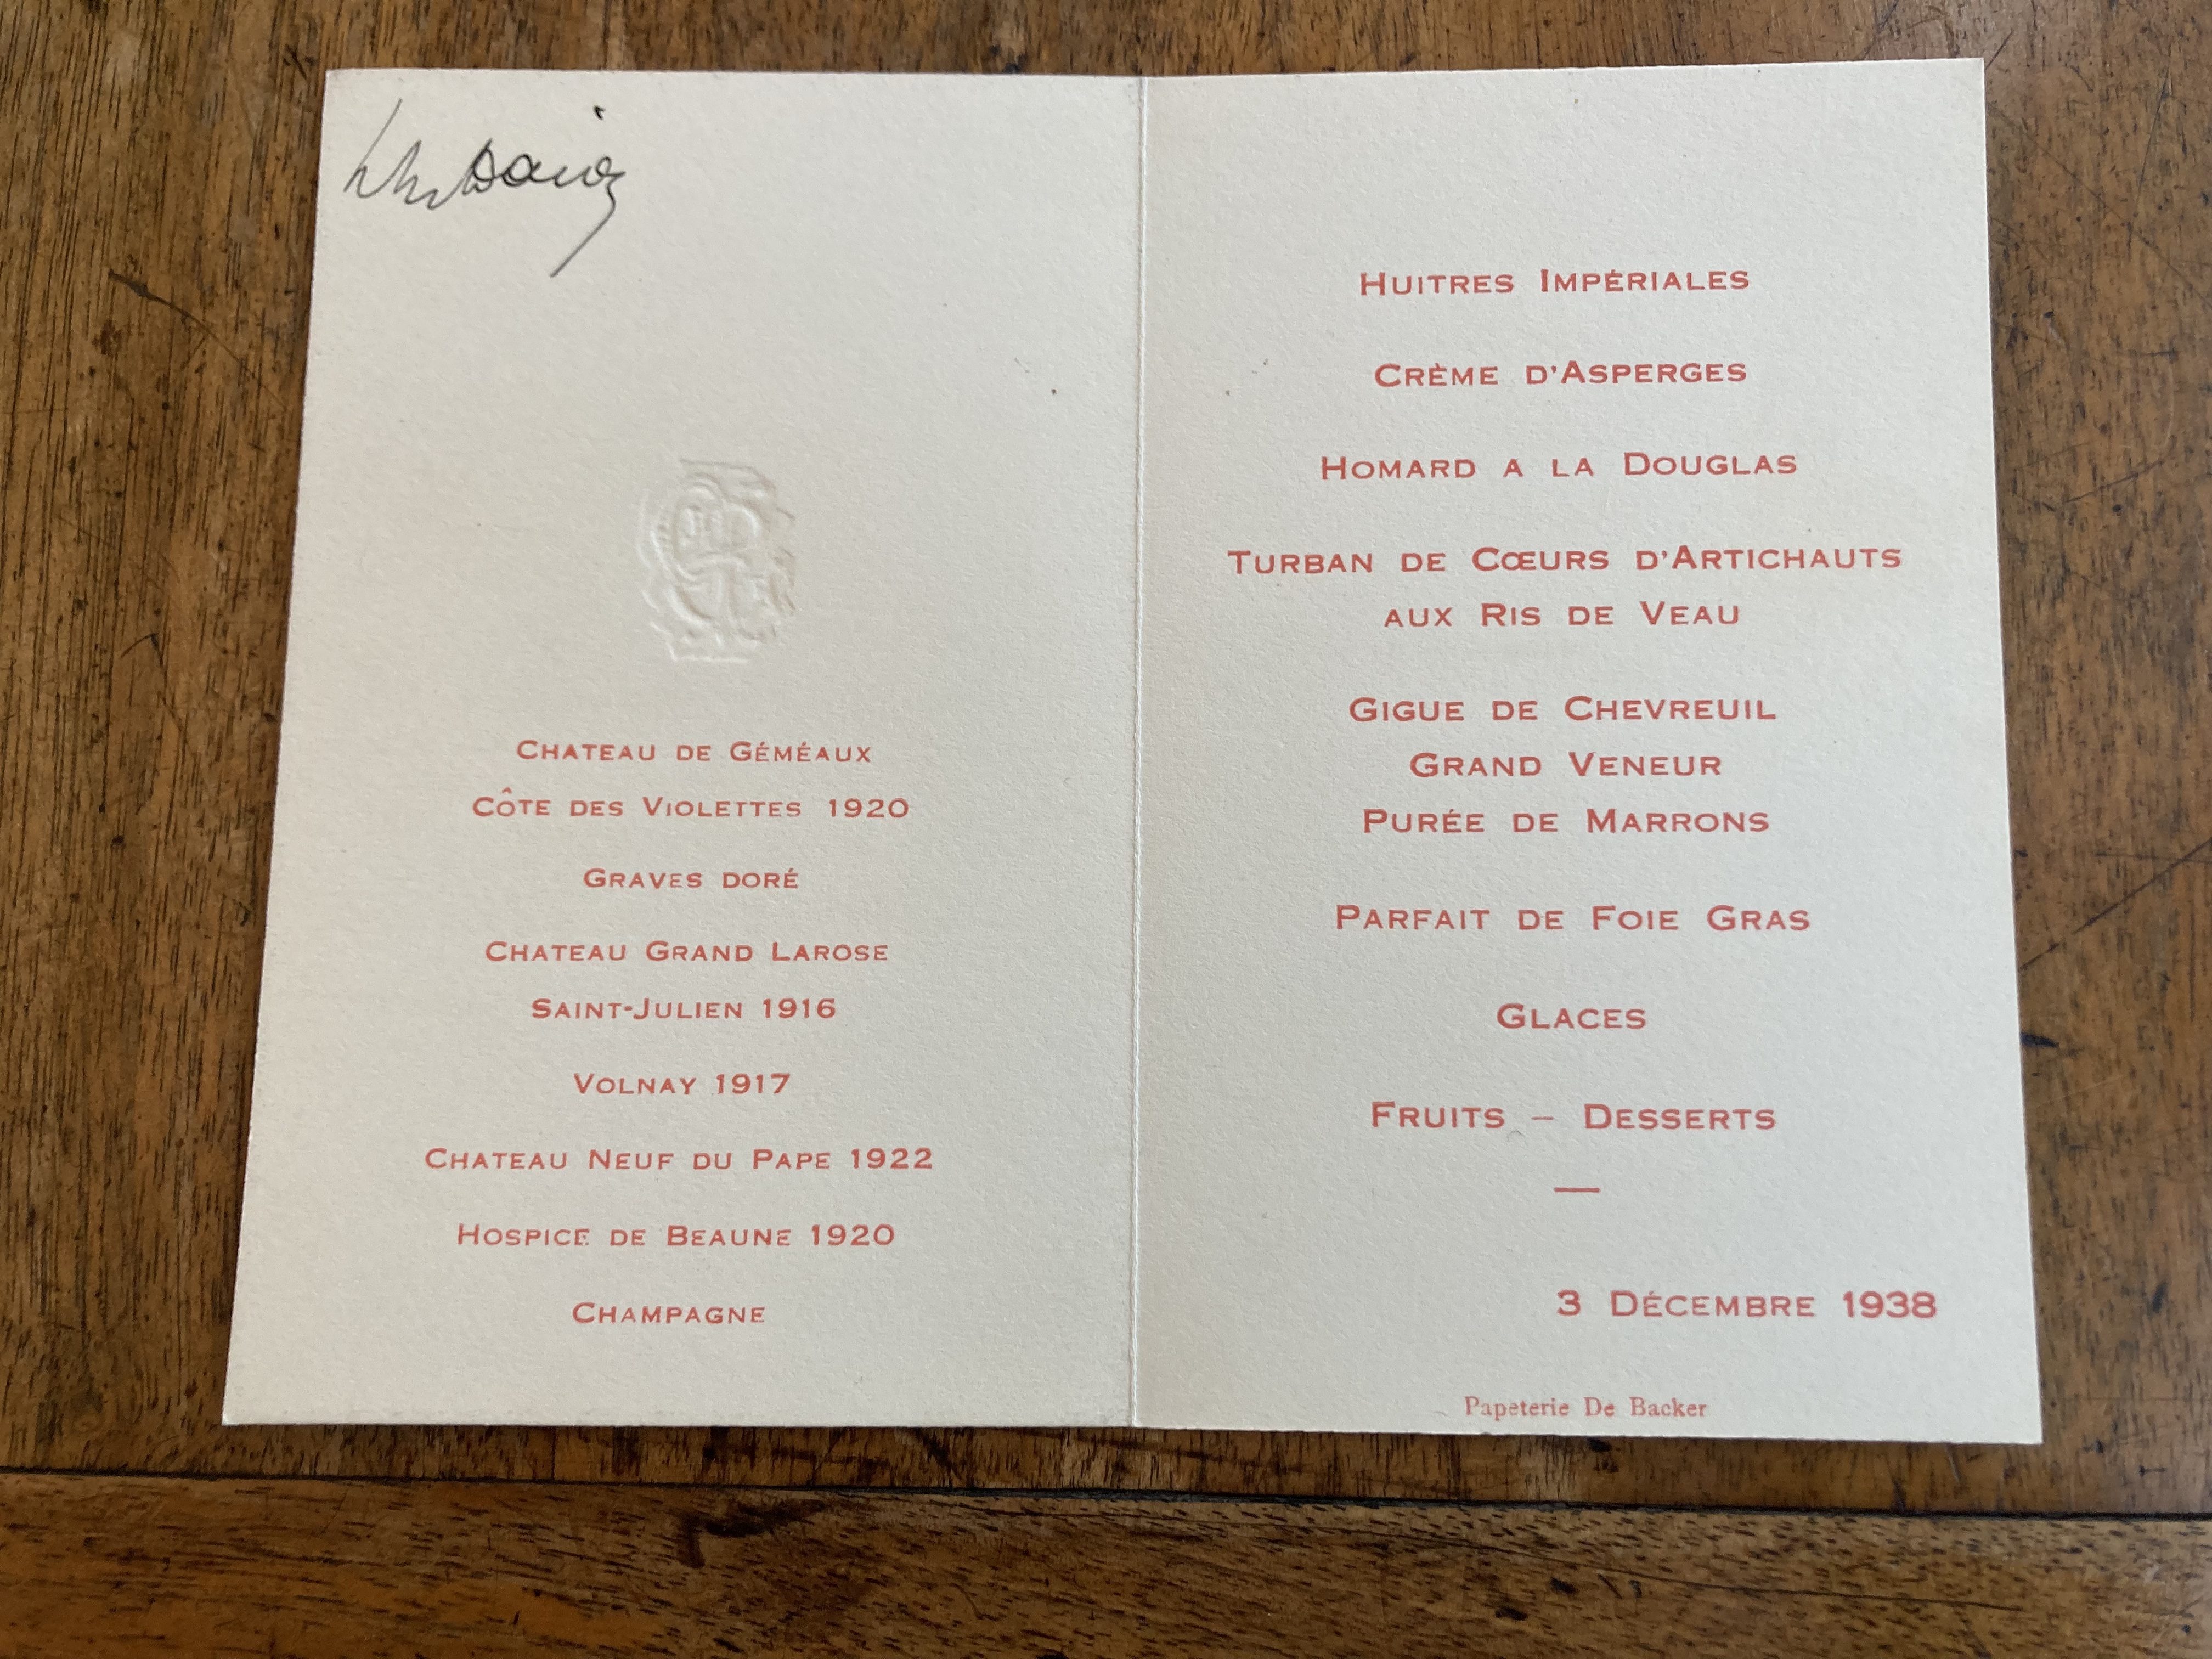 CHATEAU DE GÉMÉAUX
CÔTE DES VIOLETTES 1920
GRAVES DORÉ
CHATEAU GRAND LAROSE
SAINT-JULIEN 1916
VOLNAY 1917
CHATEAU NEUF DU PAPE 1922
HOSPICE DE BEAUNE 1920
CHAMPAGNE
HUITRES IMPÉRIALES
CRÈME D'ASPERGES
HOMARD A LA DOUGLAS
TURBAN DE CŒURS D'ARTICHAUTS
AUX RIS DE VEAU
GIGUE DE CHEVREUIL
GRAND VENEUR
PURÉE DE MARRONS
PARFAIT DE FOIE GRAS
GLACES
FRUITS – DESSERTS
3 DÉCEMBRE 1938
Papeterie De Backer